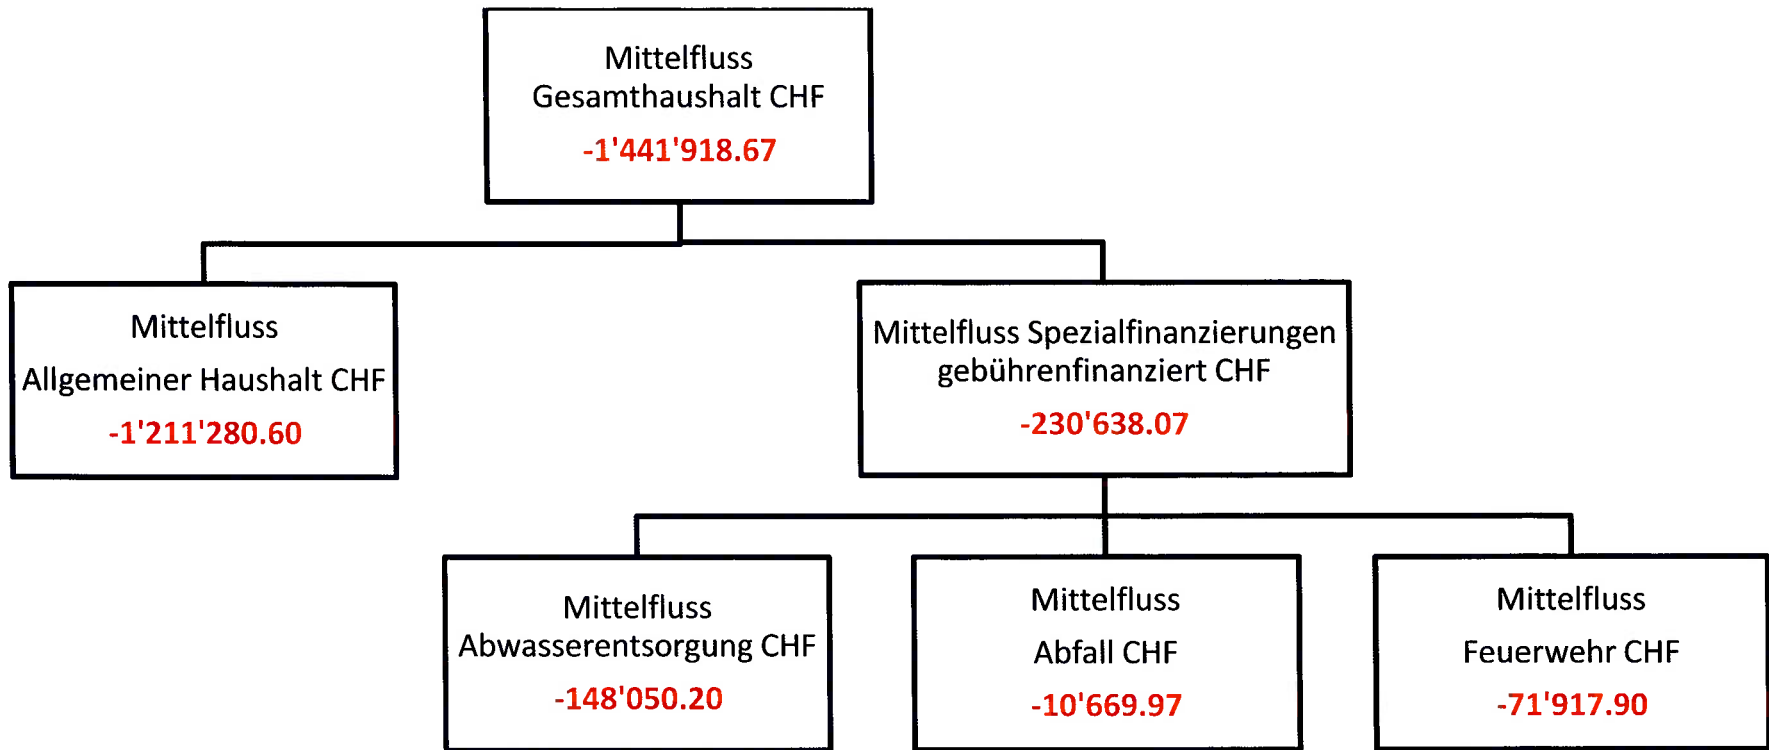 Mittelfluss
Gesamthaushalt CHF
-1'441'918.67
Mittelfluss
Allgemeiner Haushalt CHF
-1'211'280.60
Mittelfluss Spezialfinanzierungen
gebührenfinanziert CHF
-230'638.07
Mittelfluss
Abwasserentsorgung CHF
-148'050.20
Mittelfluss
Abfall CHF
-10'669.97
Mittelfluss
Feuerwehr CHF
-71'917.90